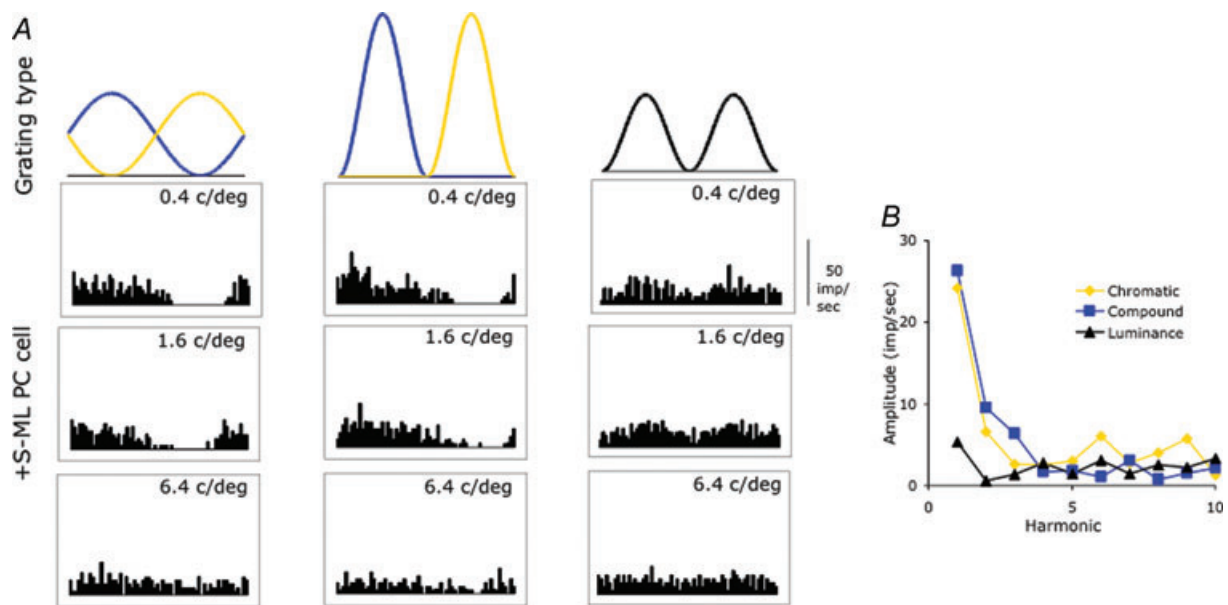 A
Grating type
0.4 c/deg
0.4 c/deg
0.4 c/deg
50
imp/
sec
+S-ML PC cell
1.6 c/deg
1.6 c/deg
1.6 c/deg
6.4 c/deg
6.4 c/deg
6.4 c/deg
B
Amplitude (imp/sec)
30
20
10
0
Chromatic
Compound
Luminance
0
5
10
Harmonic